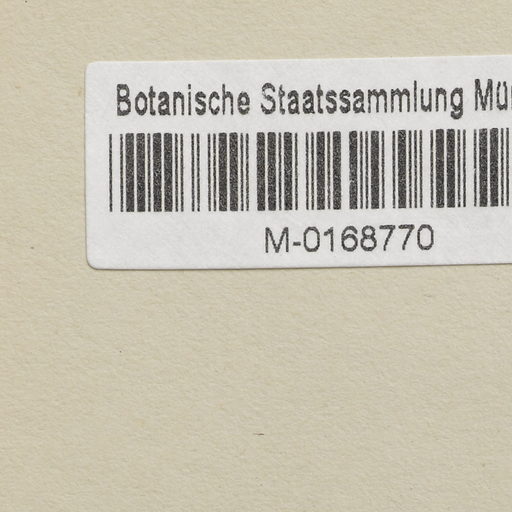 Botanische Staatssammlung Mü
M-0168770